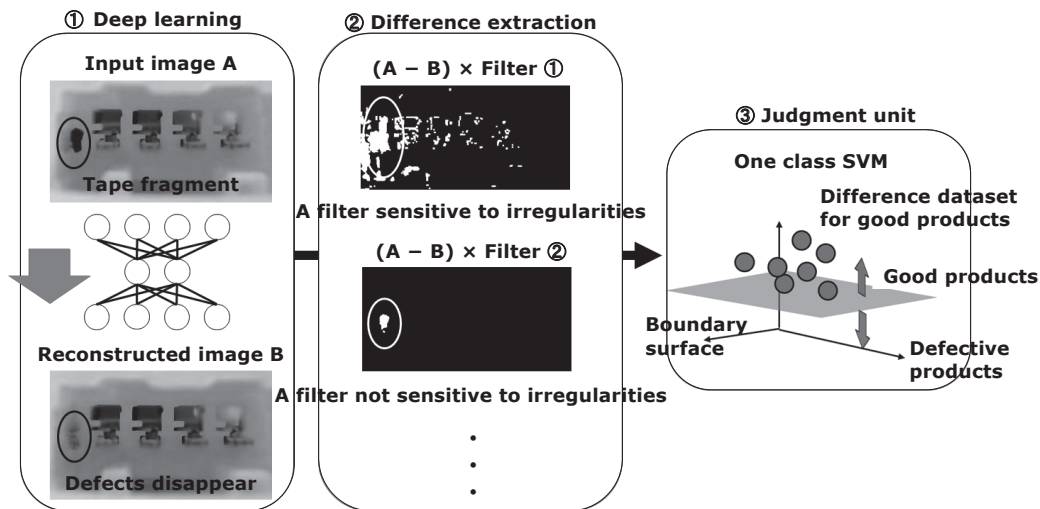 ① Deep learning
Input image A
Tape fragment
Reconstructed image B
Defects disappear
② Difference extraction
(A − B) × Filter ①
A filter sensitive to irregularities
(A − B) × Filter ②
A filter not sensitive to irregularities
③ Judgment unit
One class SVM
Difference dataset
for good products
Good products
Boundary
surface
Defective
products